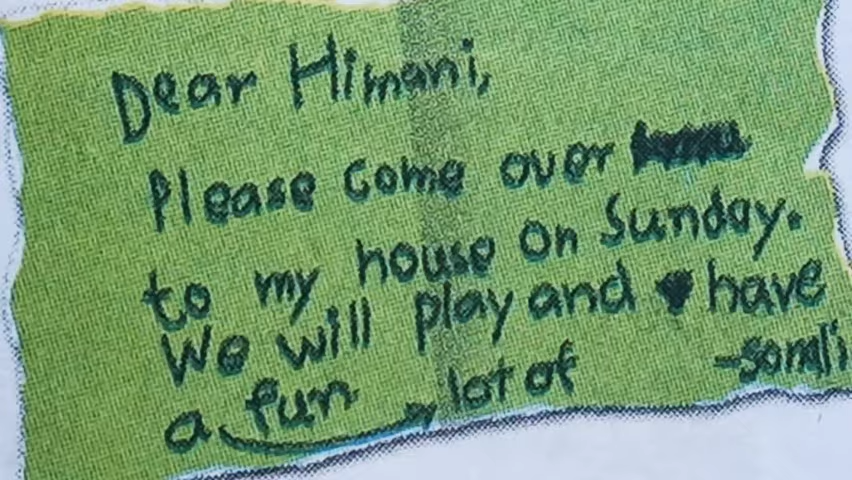 Dear Himani,
Please come over
to my house on Sunday.
We will play and have
a fun lot of
-Sonali